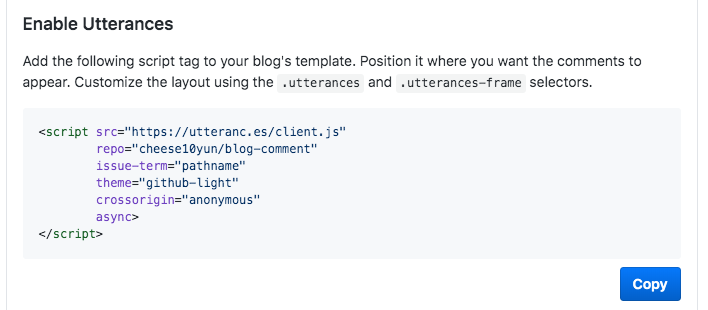 Enable Utterances
Add the following script tag to your blog's template. Position it where you want the comments to
appear. Customize the layout using the .utterances and .utterances-frame selectors.
<script src="https://utteranc.es/client.js"
        repo="cheese10yun/blog-comment"
        issue-term="pathname"
        theme="github-light"
        crossorigin="anonymous"
        async>
</script>
Copy